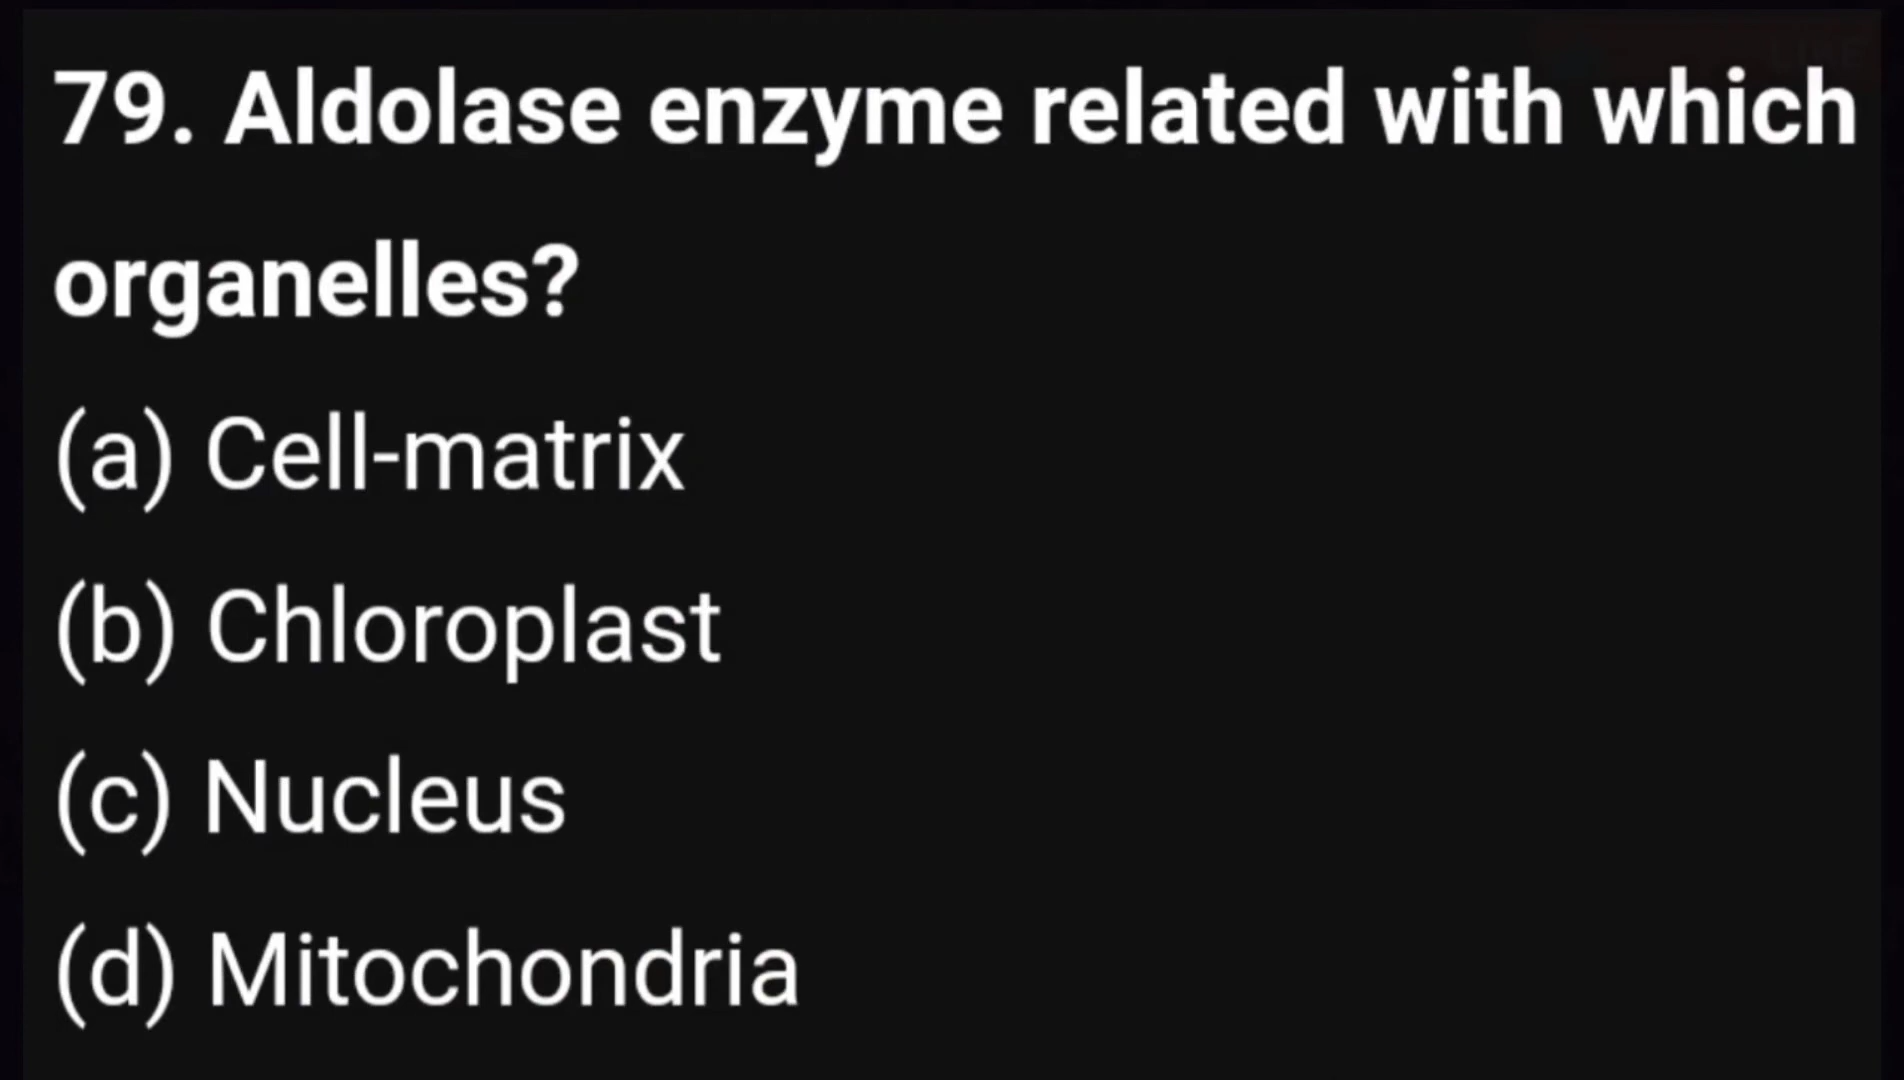 79. Aldolase enzyme related with which
organelles?
(a) Cell-matrix
(b) Chloroplast
(c) Nucleus
(d) Mitochondria